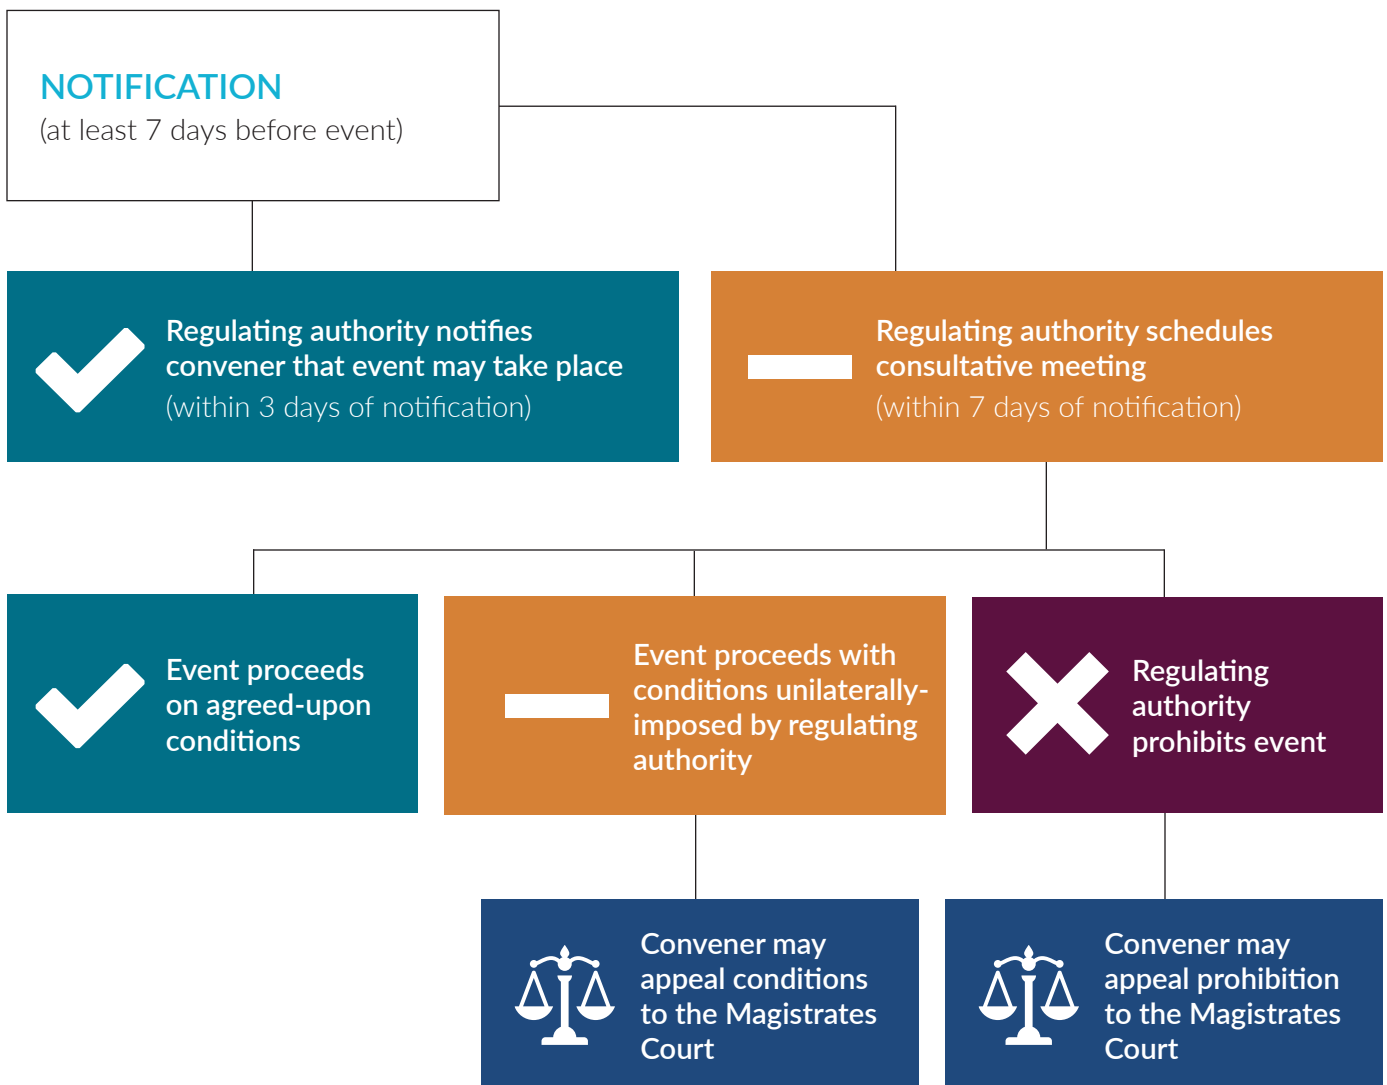 NOTIFICATION
(at least 7 days before event)
Regulating authority notifies
convener that event may take place
(within 3 days of notification)
Regulating authority schedules
consultative meeting
(within 7 days of notification)
Event proceeds
on agreed-upon
conditions
Event proceeds with
conditions unilaterally-
imposed by regulating
authority
Regulating
authority
prohibits event
Convener may
appeal conditions
to the Magistrates
Court
Convener may
appeal prohibition
to the Magistrates
Court